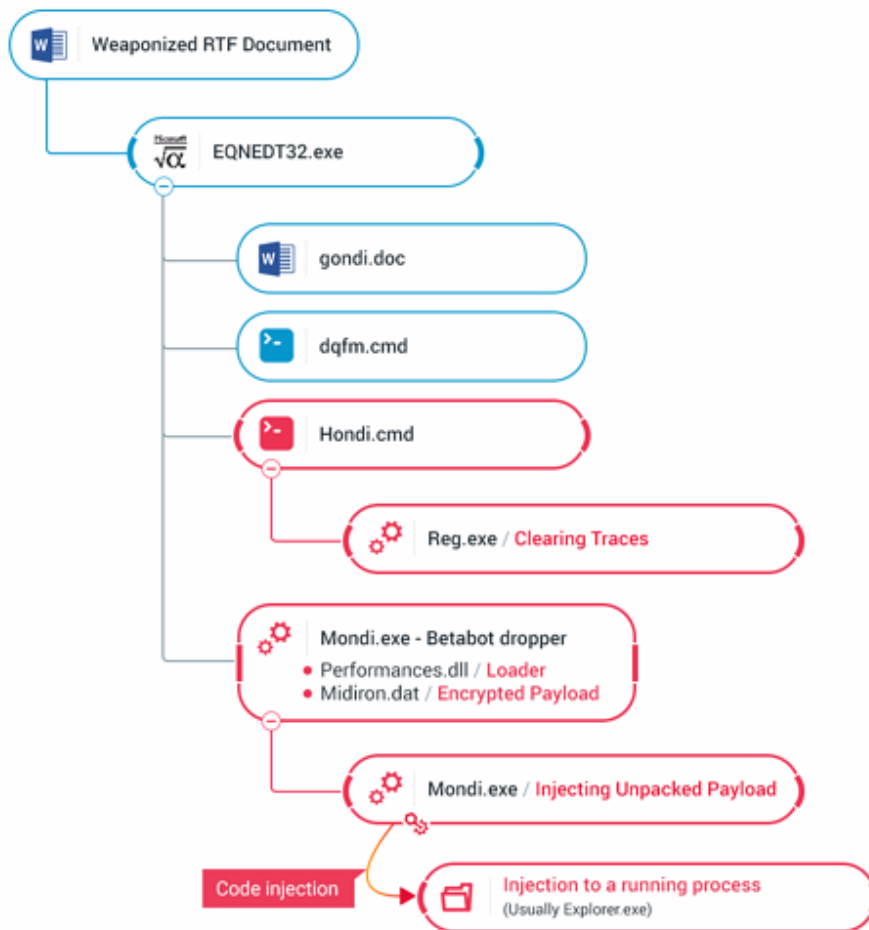 Weaponized RTF Document
Microsoft
√α
EQNEDT32.exe
W
gondi.doc
dqfm.cmd
Hondi.cmd
Reg.exe / Clearing Traces
Mondi.exe - Betabot dropper
• Performances.dll / Loader
• Midiron.dat / Encrypted Payload
Mondi.exe / Injecting Unpacked Payload
Code injection
Injection to a running process
(Usually Explorer.exe)